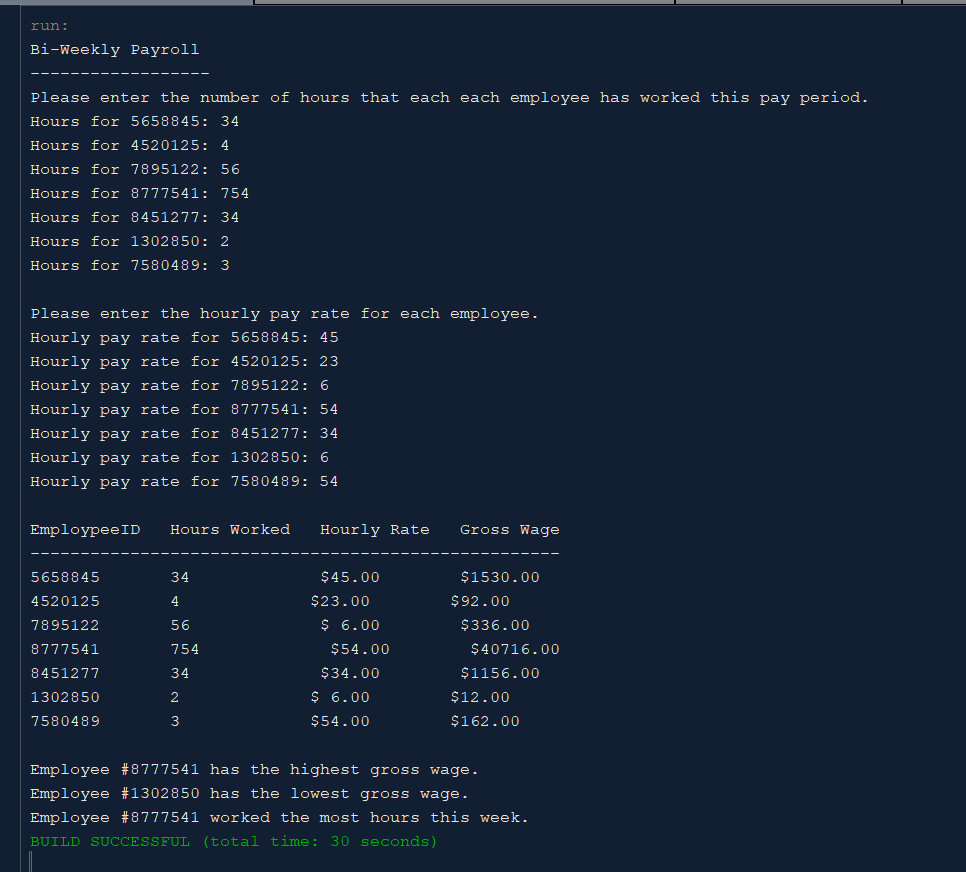 run:
Bi-Weekly Payroll
------------------
Please enter the number of hours that each each employee has worked this pay period.
Hours for 5658845: 34
Hours for 4520125: 4
Hours for 7895122: 56
Hours for 8777541: 754
Hours for 8451277: 34
Hours for 1302850: 2
Hours for 7580489: 3

Please enter the hourly pay rate for each employee.
Hourly pay rate for 5658845: 45
Hourly pay rate for 4520125: 23
Hourly pay rate for 7895122: 6
Hourly pay rate for 8777541: 54
Hourly pay rate for 8451277: 34
Hourly pay rate for 1302850: 6
Hourly pay rate for 7580489: 54

EmploypeeID   Hours Worked   Hourly Rate   Gross Wage
-----------------------------------------------------
5658845       34             $45.00        $1530.00
4520125       4             $23.00        $92.00
7895122       56             $ 6.00        $336.00
8777541       754             $54.00        $40716.00
8451277       34             $34.00        $1156.00
1302850       2             $ 6.00        $12.00
7580489       3             $54.00        $162.00

Employee #8777541 has the highest gross wage.
Employee #1302850 has the lowest gross wage.
Employee #8777541 worked the most hours this week.
BUILD SUCCESSFUL (total time: 30 seconds)